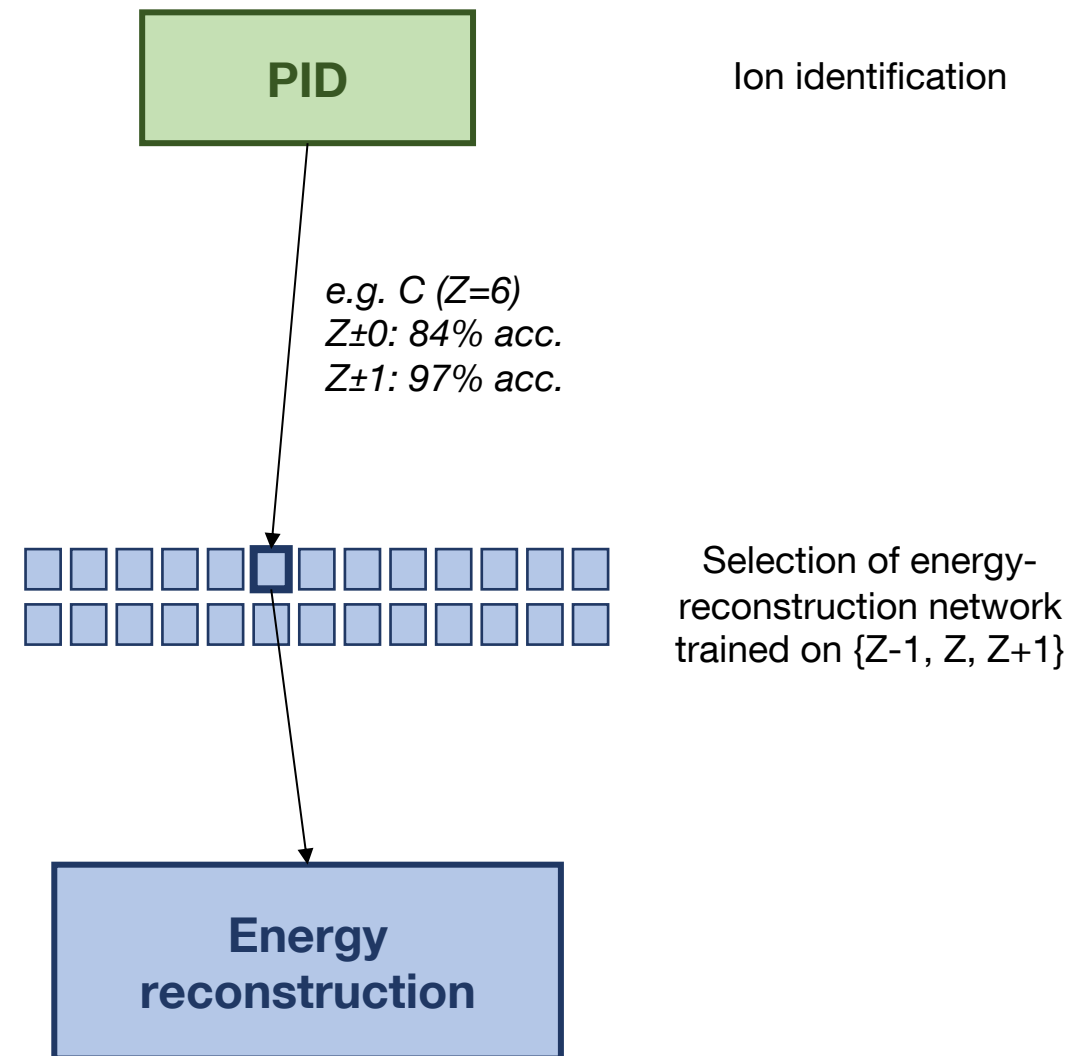 PID
Ion identification
e.g. C (Z=6)
Z±0: 84% acc.
Z±1: 97% acc.
Selection of energy-
reconstruction network
trained on {Z-1, Z, Z+1}
Energy
reconstruction